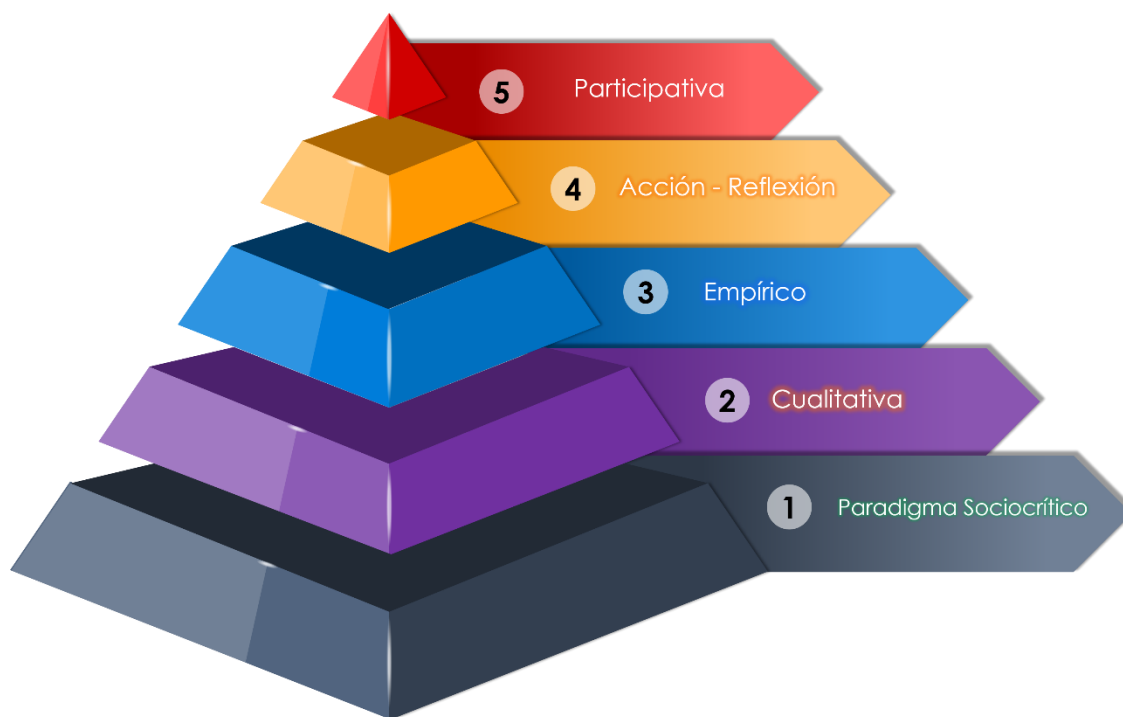 5 Participativa
4 Acción - Reflexión
3 Empírico
2 Cualitativa
1 Paradigma Sociocrítico